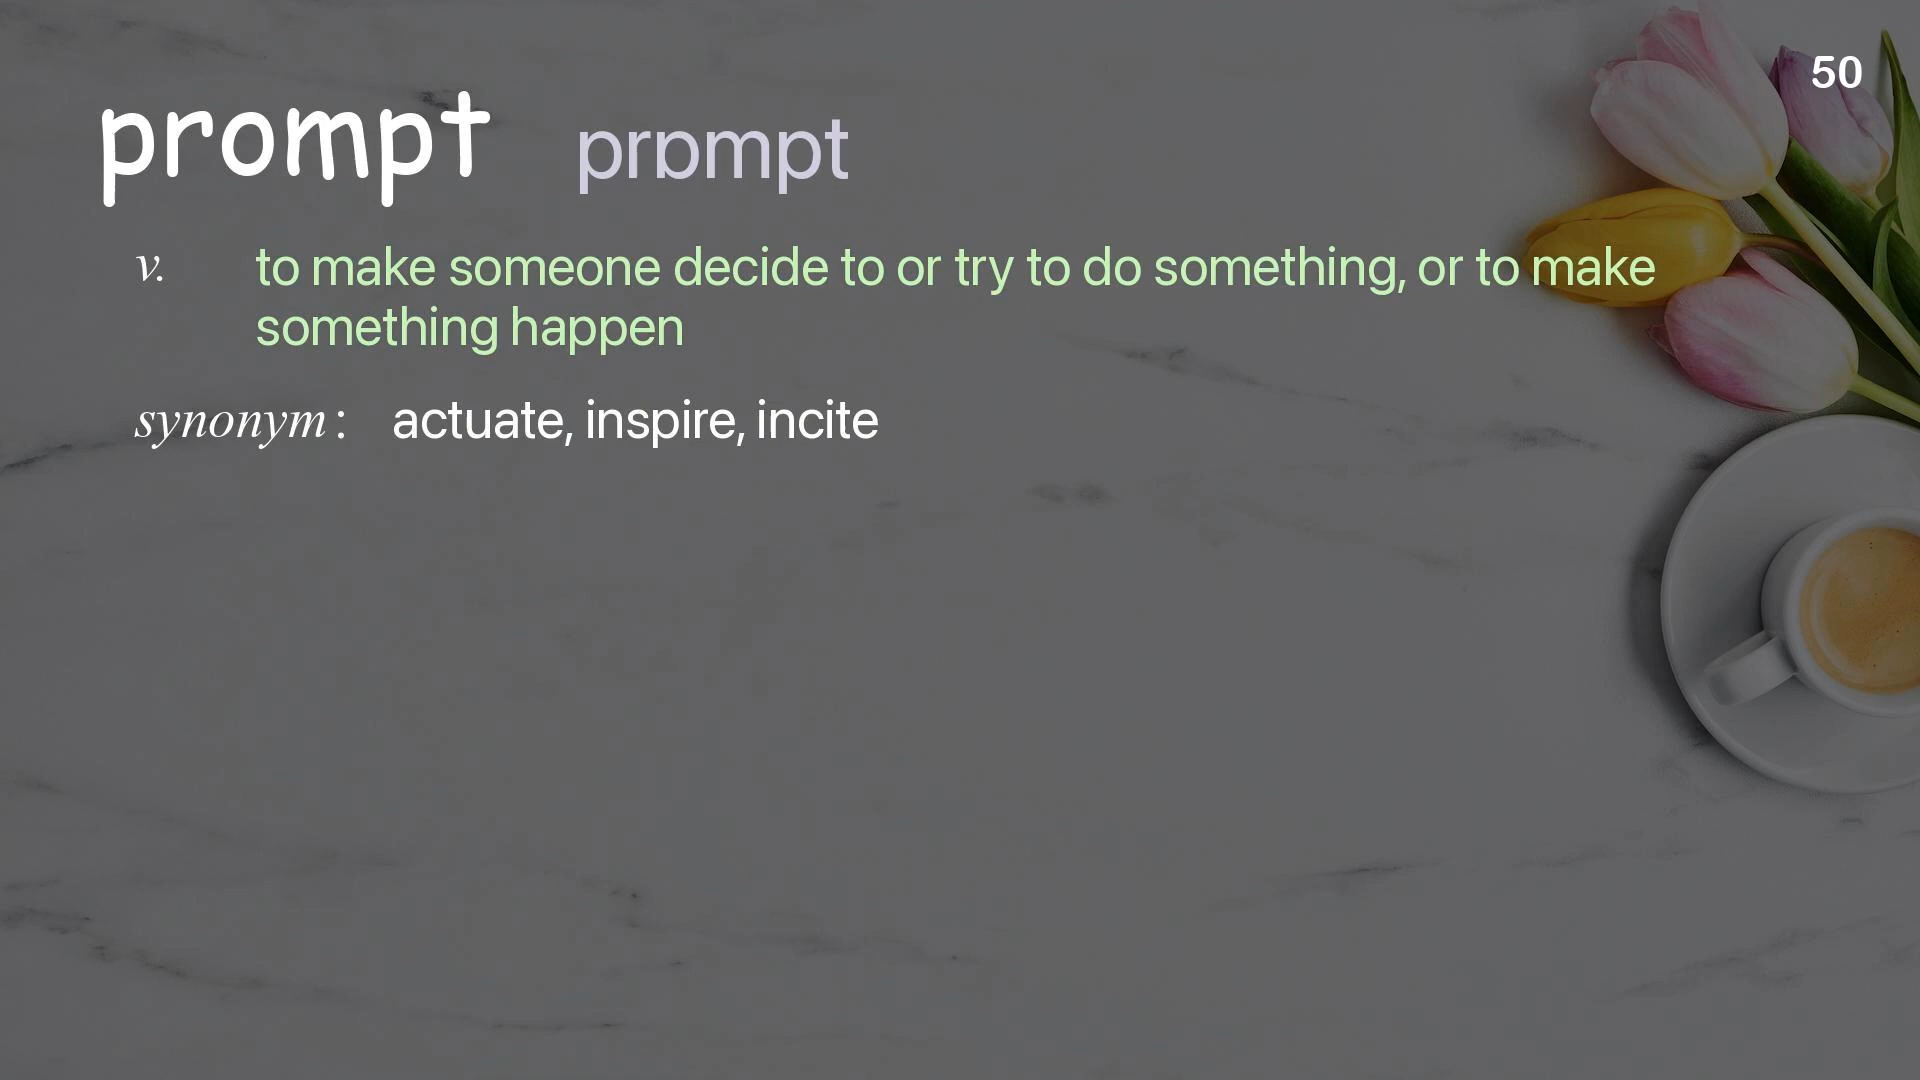 50
prompt prɒmpt
v. to make someone decide to or try to do something, or to make
something happen
synonym : actuate, inspire, incite